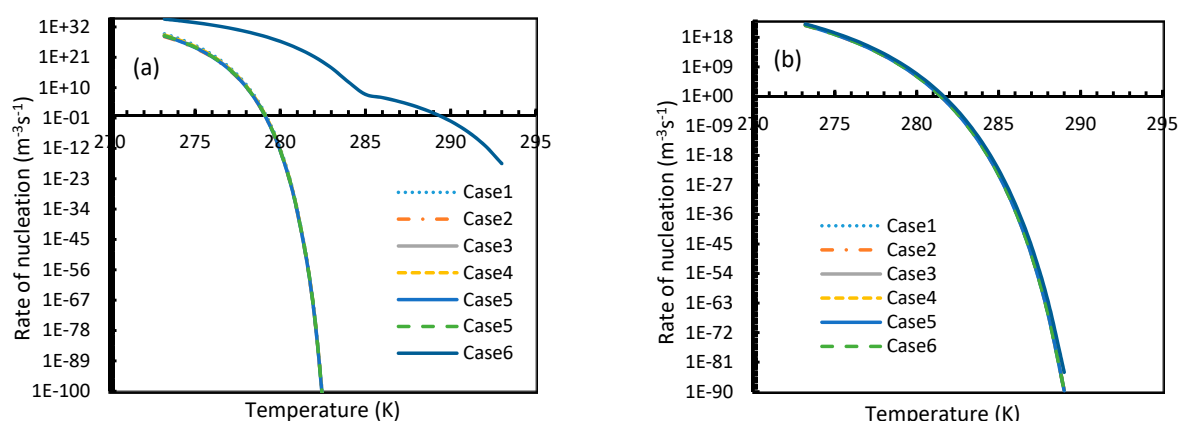 (a)
Rate of nucleation (m⁻³s⁻¹)
1E+32
1E+21
1E+10
1E-01
1E-12
1E-23
1E-34
1E-45
1E-56
1E-67
1E-78
1E-89
1E-100
270 275 280 285 290 295
Case1
Case2
Case3
Case4
Case5
Case5
Case6
Temperature (K)
(b)
Rate of nucleation (m⁻³s⁻¹)
1E+18
1E+09
1E+00
1E-09
1E-18
1E-27
1E-36
1E-45
1E-54
1E-63
1E-72
1E-81
1E-90
270 275 280 285 290 295
Case1
Case2
Case3
Case4
Case5
Case6
Temperature (K)